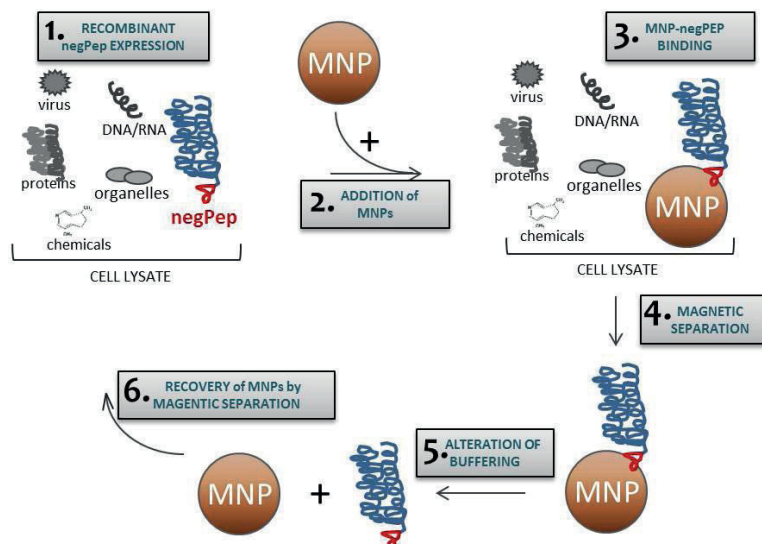 1. RECOMBINANT
negPep EXPRESSION
virus
DNA/RNA
proteins
organelles
negPep
chemicals
CELL LYSATE
MNP
+
2. ADDITION of
MNPs
3. MNP-negPEP
BINDING
virus
DNA/RNA
proteins
organelles
MNP
chemicals
CELL LYSATE
4. MAGNETIC
SEPARATION
MNP
5. ALTERATION OF
BUFFERING
MNP +
6. RECOVERY of MNPs by
MAGENTIC SEPARATION